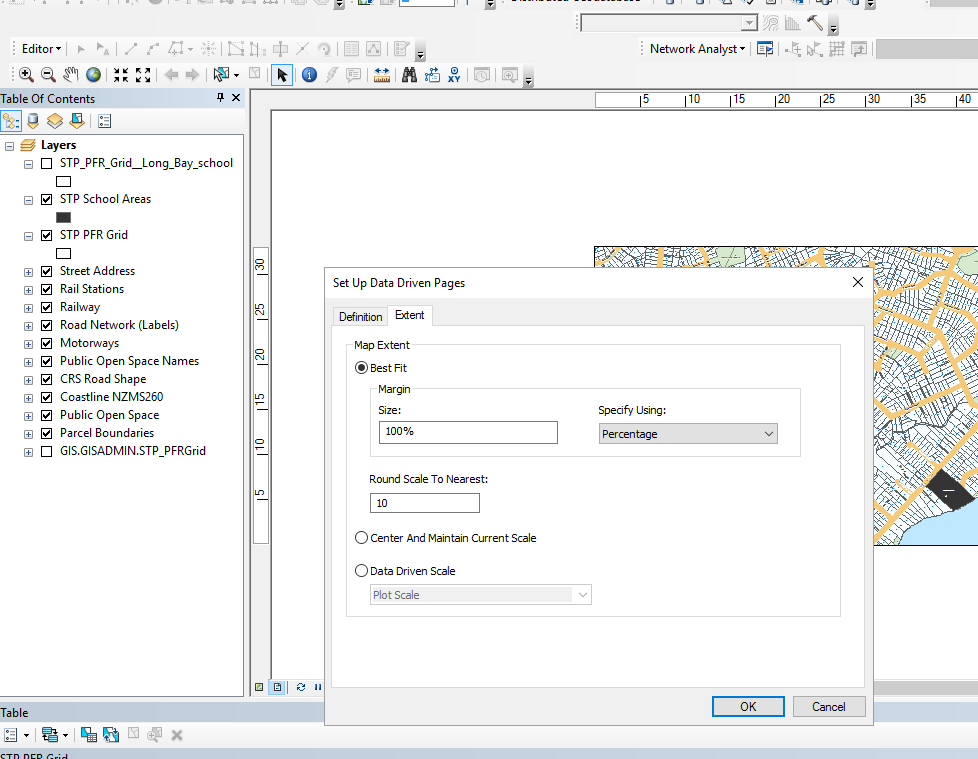 Editor
Network Analyst
Table Of Contents
5 10 15 20 25 30 35 40
Layers
STP_PFR_Grid__Long_Bay_school
STP School Areas
STP PFR Grid
Street Address
Rail Stations
Railway
Road Network (Labels)
Motorways
Public Open Space Names
CRS Road Shape
Coastline NZMS260
Public Open Space
Parcel Boundaries
GIS.GISADMIN.STP_PFRGrid
30
25
20
15
10
5
Set Up Data Driven Pages
Definition Extent
Map Extent
Best Fit
Margin
Size: Specify Using:
100% Percentage
Round Scale To Nearest:
10
Center And Maintain Current Scale
Data Driven Scale
Plot Scale
OK Cancel
Table
STP PFR Grid